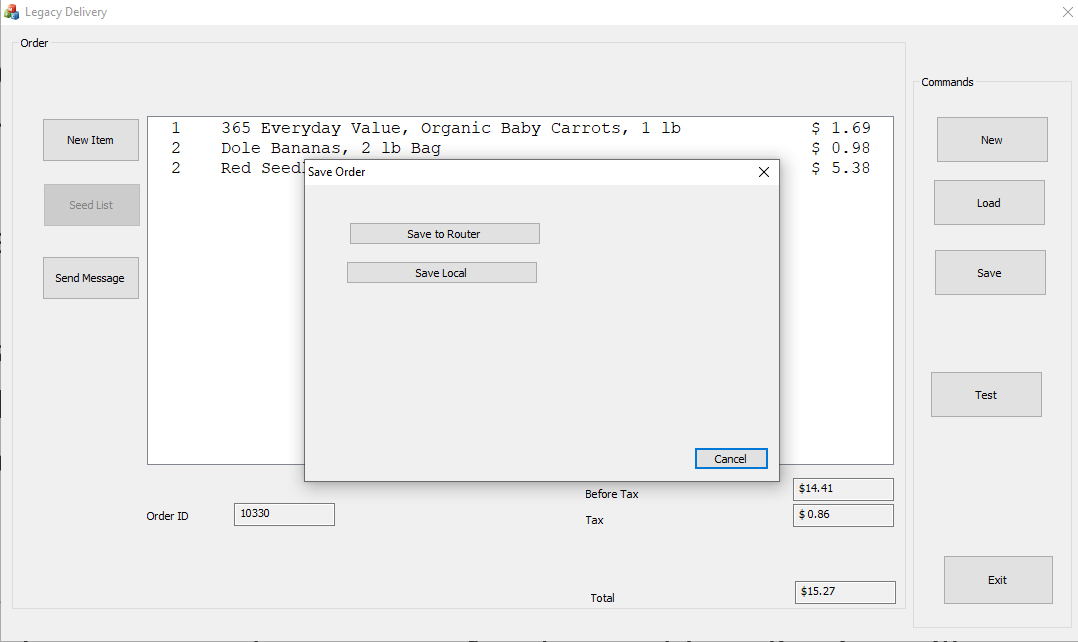 Legacy Delivery
Order
Commands
New Item
1 365 Everyday Value, Organic Baby Carrots, 1 lb $ 1.69
New
2 Dole Bananas, 2 lb Bag $ 0.98
2 Red $ 5.38
Save Order
Seed List
Load
Save to Router
Send Message
Save Local
Save
Test
Cancel
Before Tax $14.41
Order ID 10330
Tax $ 0.86
Exit
Total $15.27